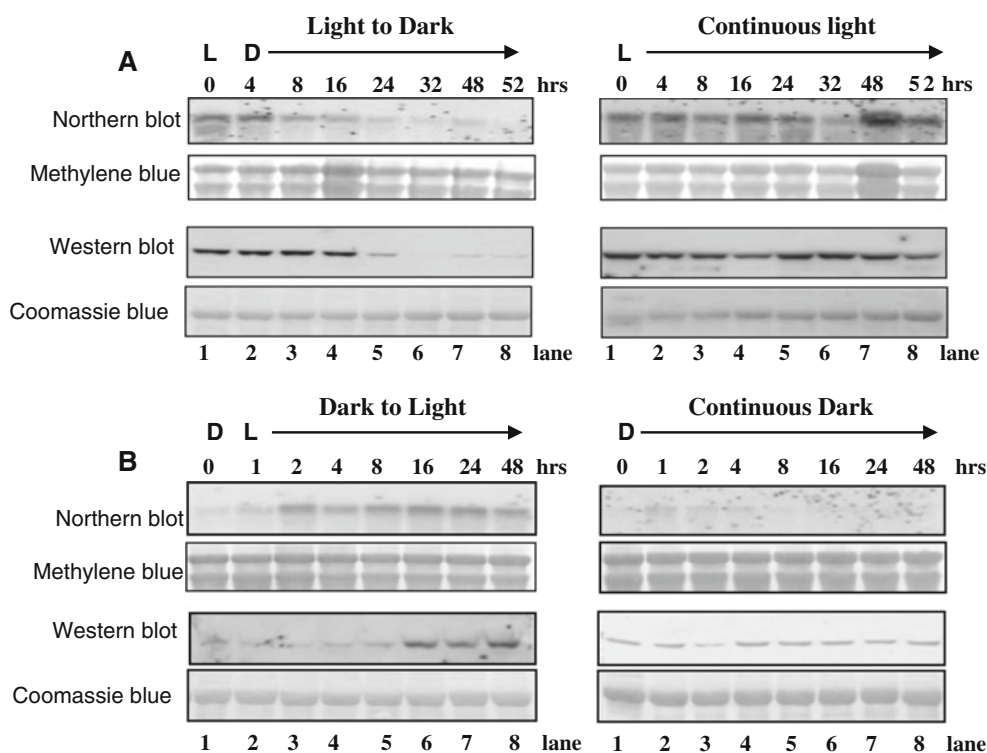 Light to Dark
Continuous light
A
L D
L
0 4 8 16 24 32 48 52 hrs
0 4 8 16 24 32 48 52 hrs
Northern blot
Methylene blue
Western blot
Coomassie blue
1 2 3 4 5 6 7 8 lane
1 2 3 4 5 6 7 8 lane
Dark to Light
Continuous Dark
B
D L
D
0 1 2 4 8 16 24 48 hrs
0 1 2 4 8 16 24 48 hrs
Northern blot
Methylene blue
Western blot
Coomassie blue
1 2 3 4 5 6 7 8 lane
1 2 3 4 5 6 7 8 lane